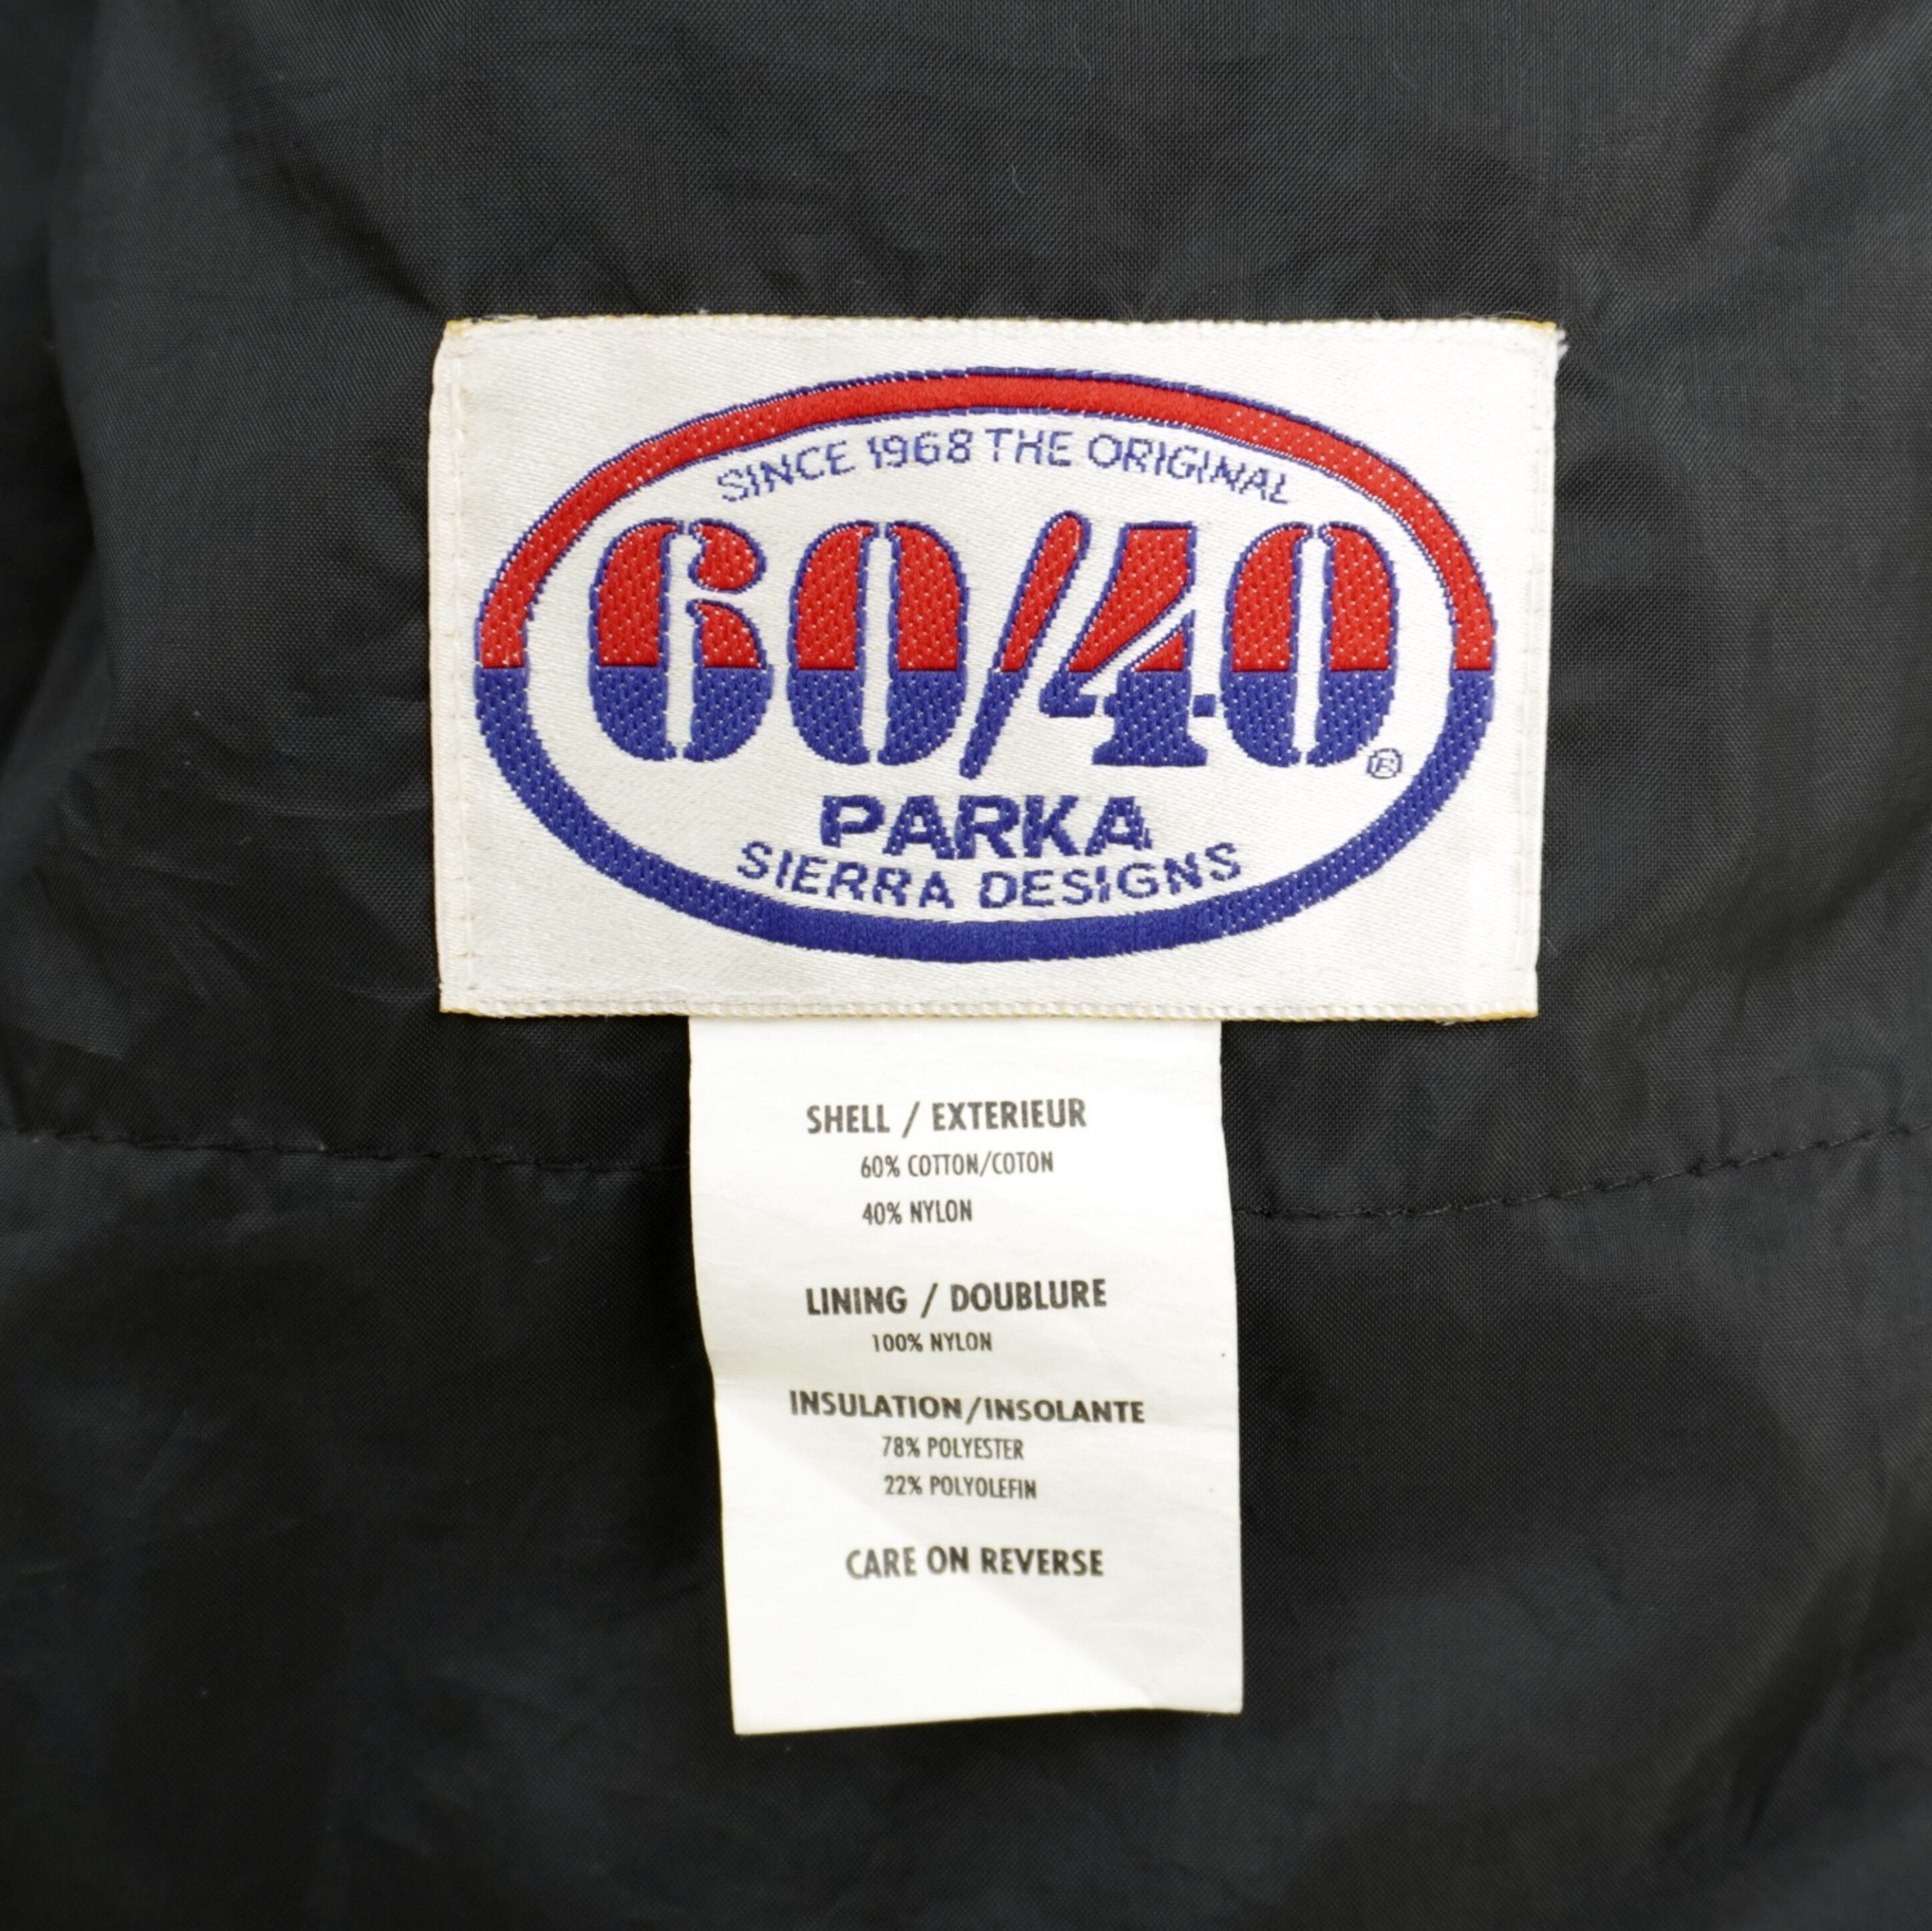 SINCE 1968 THE ORIGINAL
60/40®
PARKA
SIERRA DESIGNS
SHELL / EXTERIEUR
60% COTTON/COTON
40% NYLON
LINING / DOUBLURE
100% NYLON
INSULATION/INSOLANTE
78% POLYESTER
22% POLYOLEFIN
CARE ON REVERSE